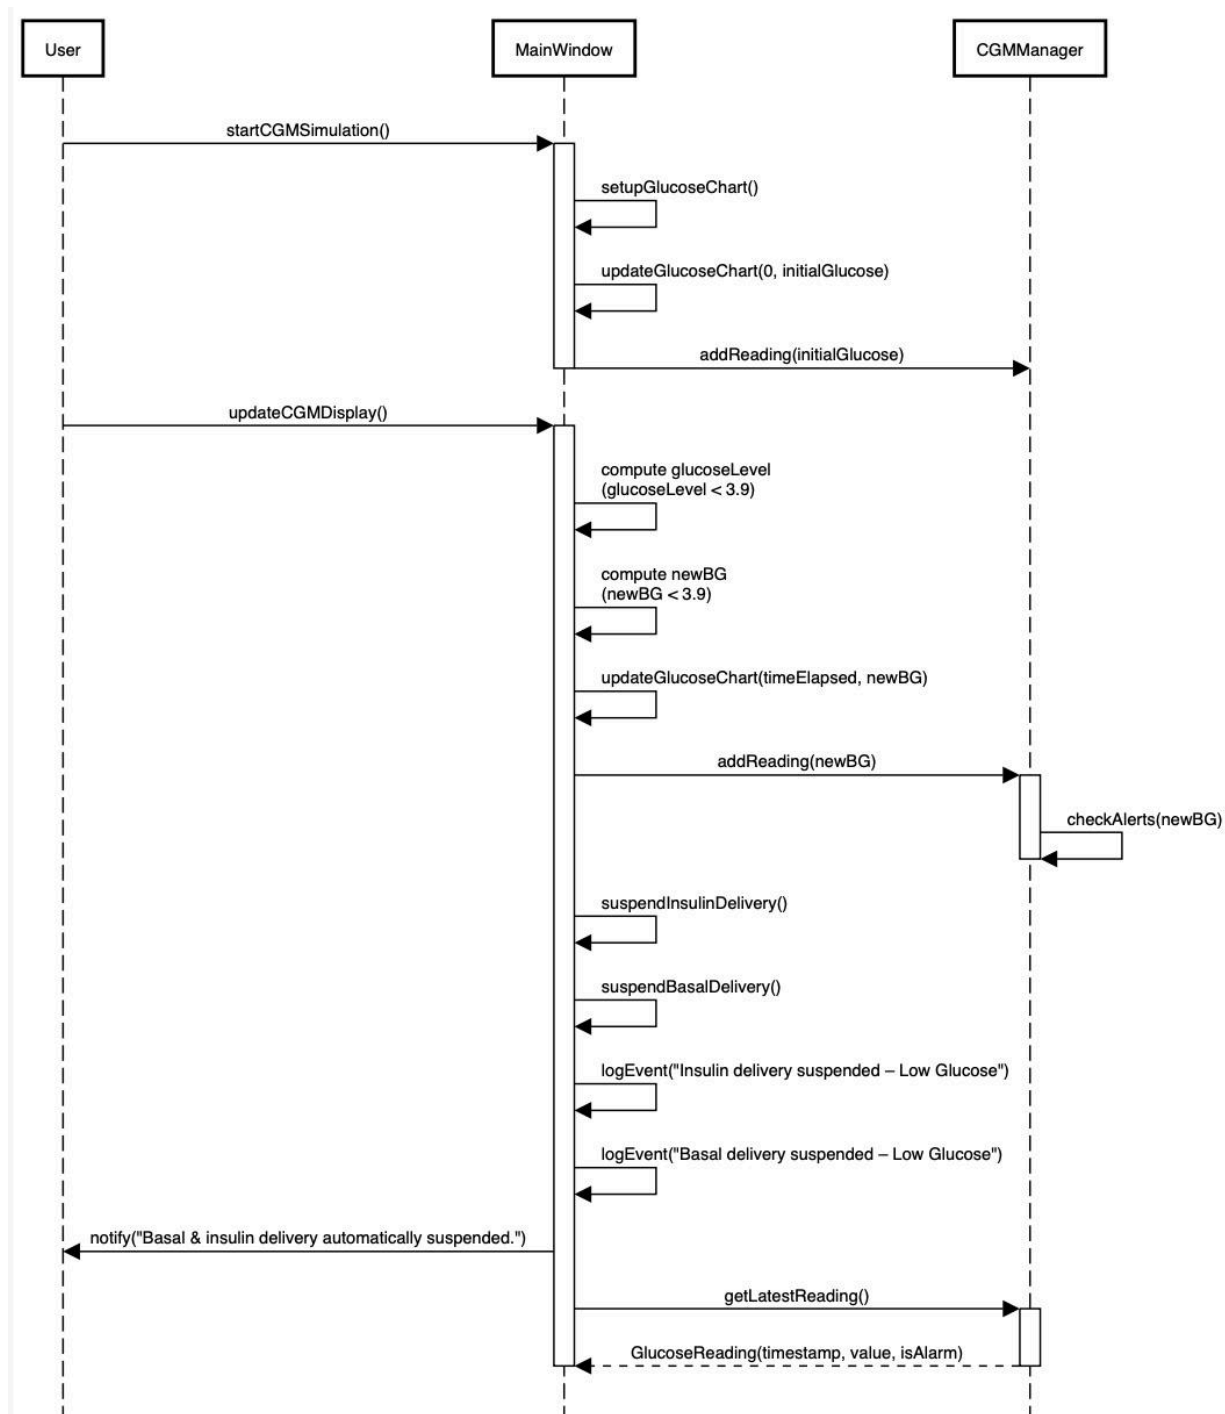 User
MainWindow
CGMManager
startCGMSimulation()
setupGlucoseChart()
updateGlucoseChart(0, initialGlucose)
addReading(initialGlucose)
updateCGMDisplay()
compute glucoseLevel
(glucoseLevel < 3.9)
compute newBG
(newBG < 3.9)
updateGlucoseChart(timeElapsed, newBG)
addReading(newBG)
checkAlerts(newBG)
suspendInsulinDelivery()
suspendBasalDelivery()
logEvent("Insulin delivery suspended – Low Glucose")
logEvent("Basal delivery suspended – Low Glucose")
notify("Basal & insulin delivery automatically suspended.")
getLatestReading()
GlucoseReading(timestamp, value, isAlarm)